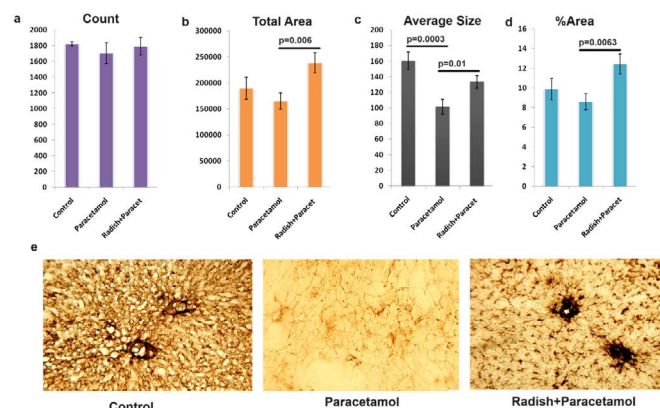 a
Count
2000
1800
1600
1400
1200
1000
800
600
400
200
0
Control
Paracetamol
Radish+Paracet
b
Total Area
p=0.006
300000
250000
200000
150000
100000
50000
0
Control
Paracetamol
Radish+Paracet
c
Average Size
p=0.0003
p=0.01
180
160
140
120
100
80
60
40
20
0
Control
Paracetamol
Radish+Paracet
d
%Area
p=0.0063
16
14
12
10
8
6
4
2
0
Control
Paracetamol
Radish+Paracet
e
Control
Paracetamol
Radish+Paracetamol